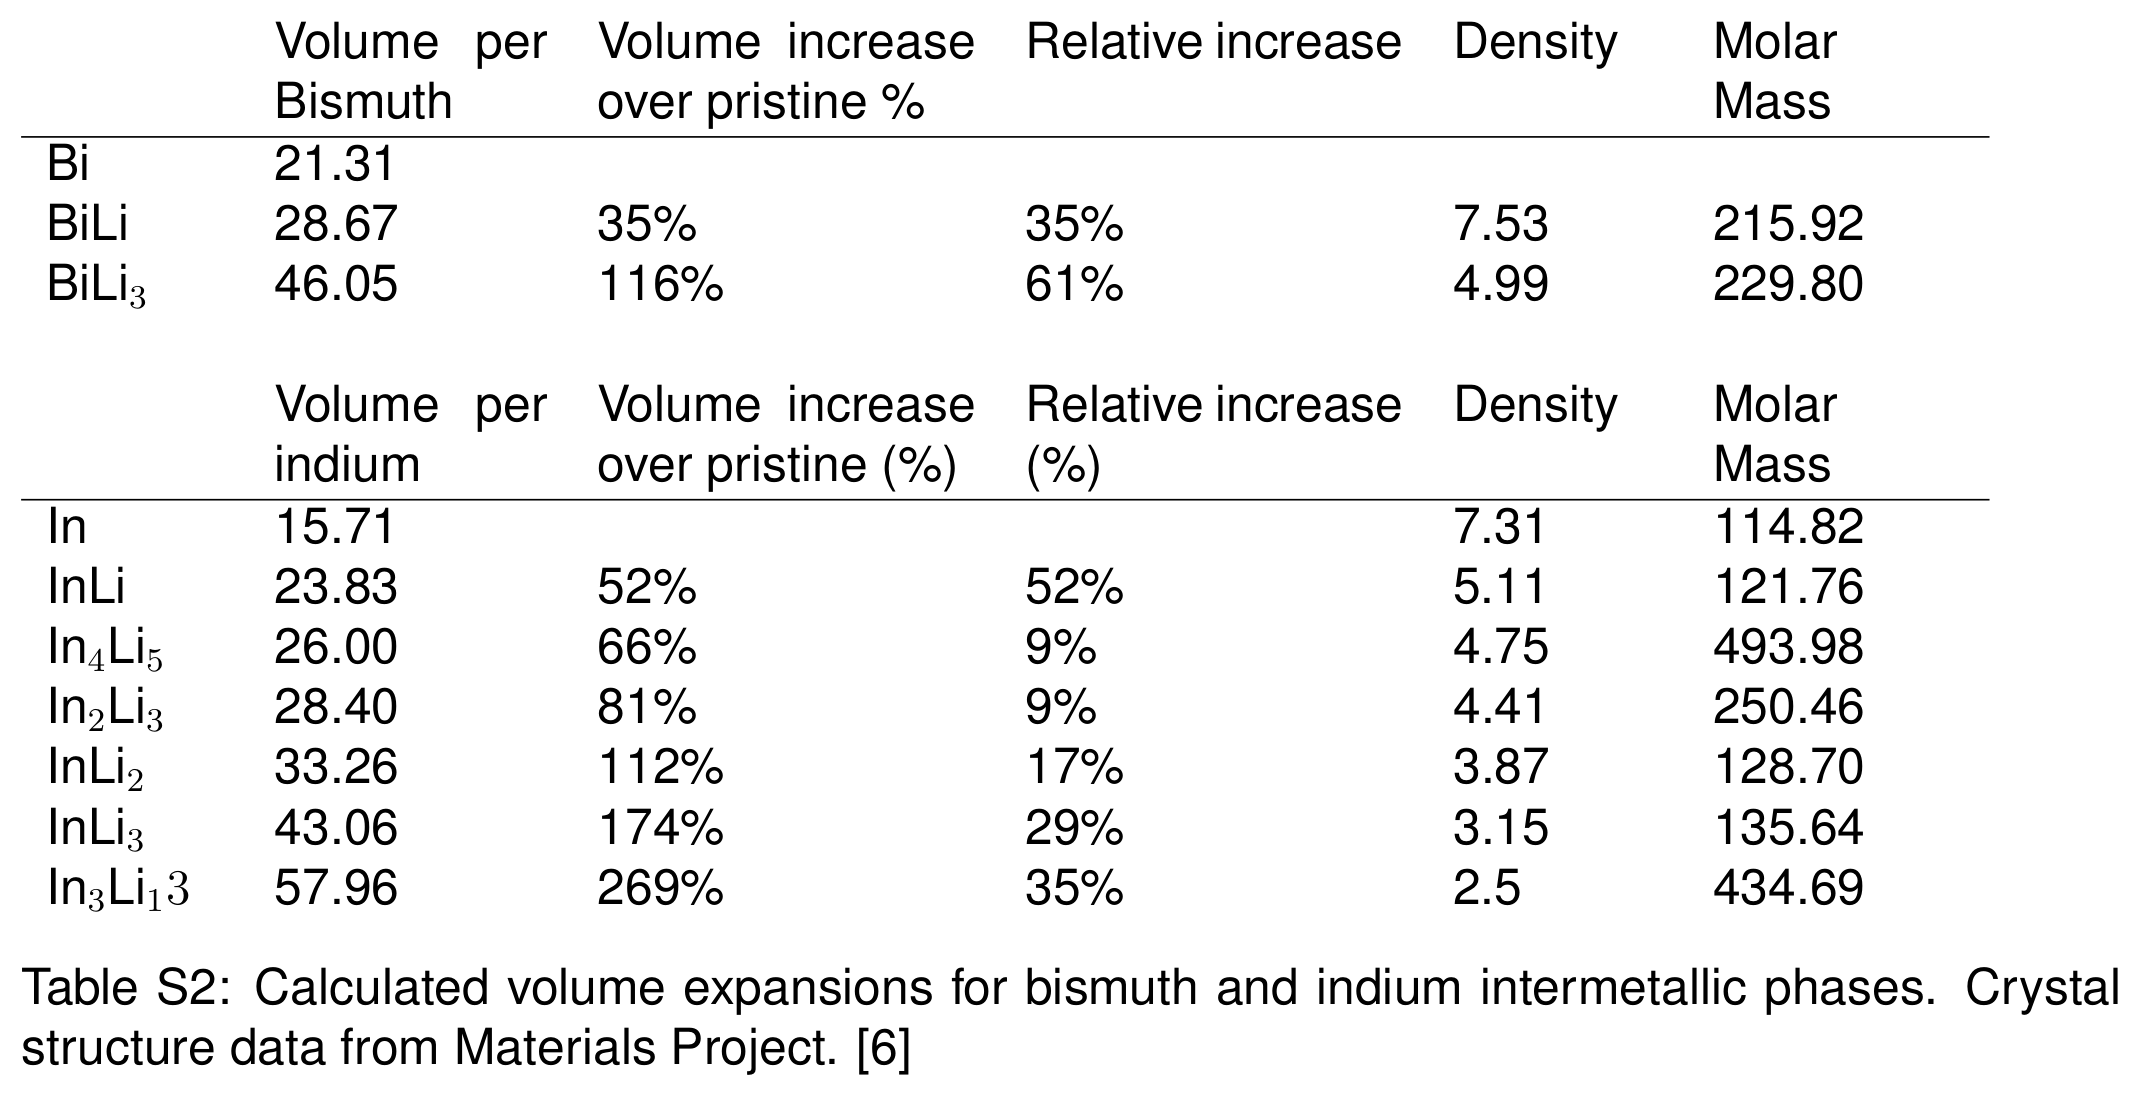 Volume per Volume increase Relative increase Density Molar
Bismuth over pristine % Mass
Bi 21.31
BiLi 28.67 35% 35% 7.53 215.92
BiLi₃ 46.05 116% 61% 4.99 229.80
Volume per Volume increase Relative increase Density Molar
indium over pristine (%) (%) Mass
In 15.71 7.31 114.82
InLi 23.83 52% 52% 5.11 121.76
In₄Li₅ 26.00 66% 9% 4.75 493.98
In₂Li₃ 28.40 81% 9% 4.41 250.46
InLi₂ 33.26 112% 17% 3.87 128.70
InLi₃ 43.06 174% 29% 3.15 135.64
In₃Li₁3 57.96 269% 35% 2.5 434.69
Table S2: Calculated volume expansions for bismuth and indium intermetallic phases. Crystal
structure data from Materials Project. [6]